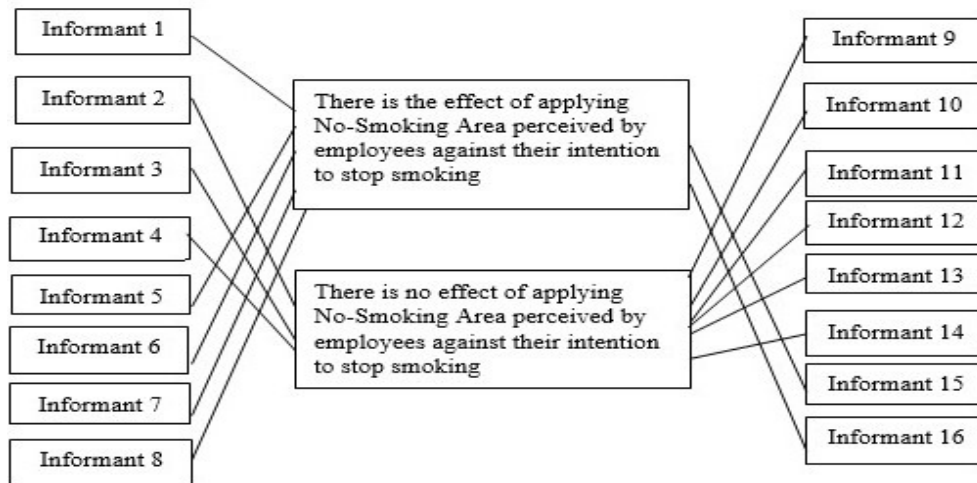 Informant 1
Informant 2
Informant 3
Informant 4
Informant 5
Informant 6
Informant 7
Informant 8
There is the effect of applying
No-Smoking Area perceived by
employees against their intention
to stop smoking
There is no effect of applying
No-Smoking Area perceived by
employees against their intention
to stop smoking
Informant 9
Informant 10
Informant 11
Informant 12
Informant 13
Informant 14
Informant 15
Informant 16